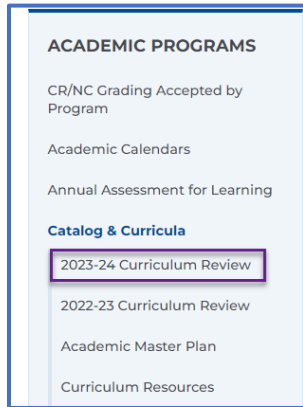 ACADEMIC PROGRAMS
CR/NC Grading Accepted by
Program
Academic Calendars
Annual Assessment for Learning
Catalog & Curricula
2023-24 Curriculum Review
2022-23 Curriculum Review
Academic Master Plan
Curriculum Resources